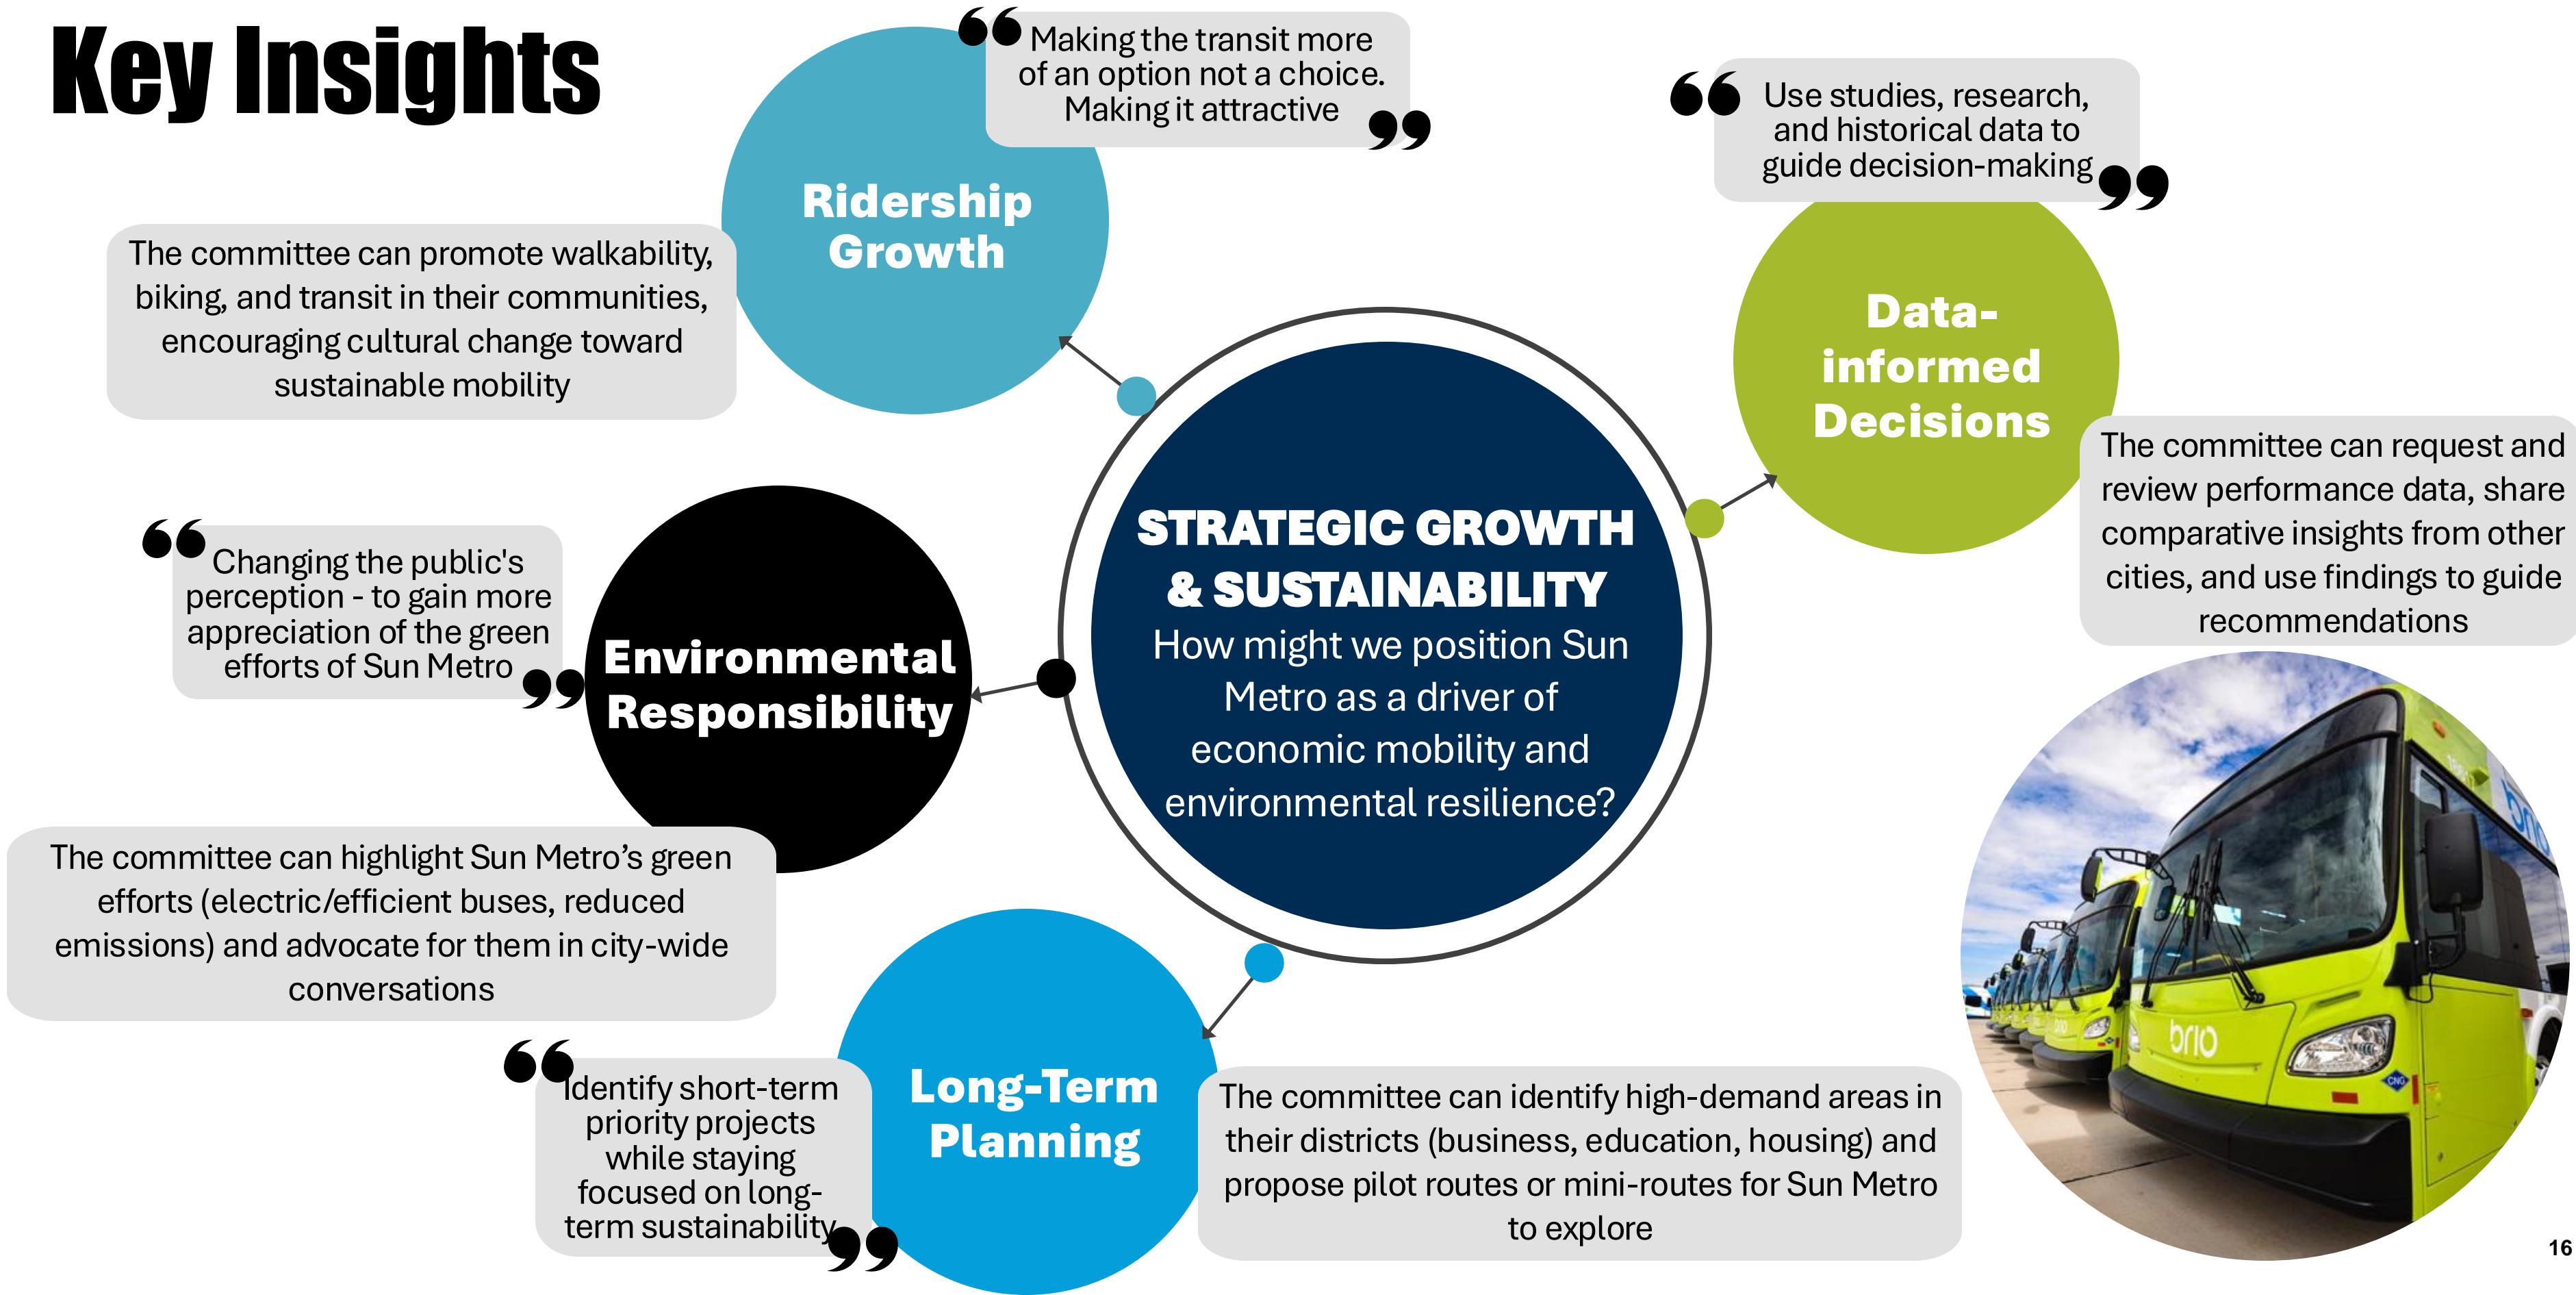 Key Insights
Making the transit more
of an option not a choice.
Making it attractive
Ridership
Growth
The committee can promote walkability,
biking, and transit in their communities,
encouraging cultural change toward
sustainable mobility
Use studies, research,
and historical data to
guide decision-making
Data-
informed
Decisions
The committee can request and
review performance data, share
comparative insights from other
cities, and use findings to guide
recommendations
STRATEGIC GROWTH
& SUSTAINABILITY
How might we position Sun
Metro as a driver of
economic mobility and
environmental resilience?
Changing the public's
perception - to gain more
appreciation of the green
efforts of Sun Metro
Environmental
Responsibility
The committee can highlight Sun Metro’s green
efforts (electric/efficient buses, reduced
emissions) and advocate for them in city-wide
conversations
Identify short-term
priority projects
while staying
focused on long-
term sustainability
Long-Term
Planning
The committee can identify high-demand areas in
their districts (business, education, housing) and
propose pilot routes or mini-routes for Sun Metro
to explore
brio
CNG
16